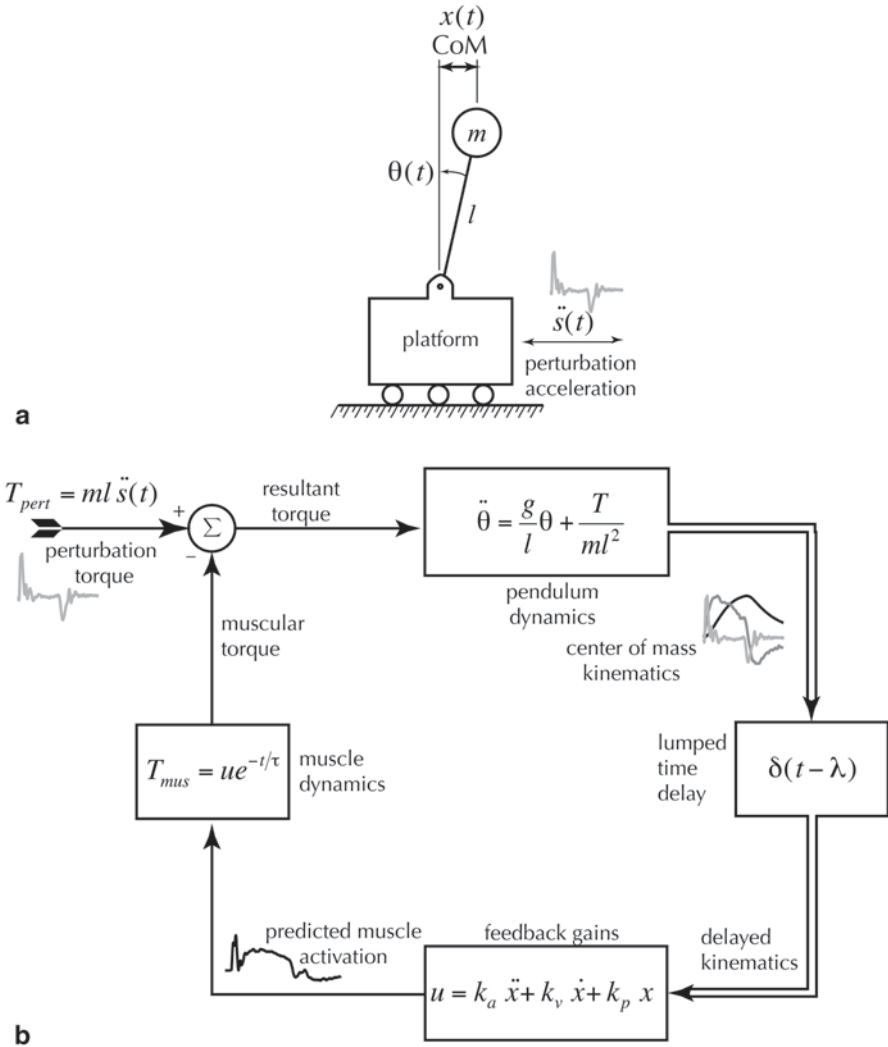 x(t)
CoM
m
θ(t)
l
platform
s̈(t)
perturbation
acceleration
a
T_pert = ml s̈(t)
perturbation
torque
+
−
Σ
resultant
torque
θ̈ = g/l θ + T/ml²
pendulum
dynamics
center of mass
kinematics
muscular
torque
T_mus = ue^(−t/τ)
muscle
dynamics
lumped
time
delay
δ(t − λ)
predicted muscle
activation
feedback gains
u = k_a ẍ + k_v ẋ + k_p x
delayed
kinematics
b